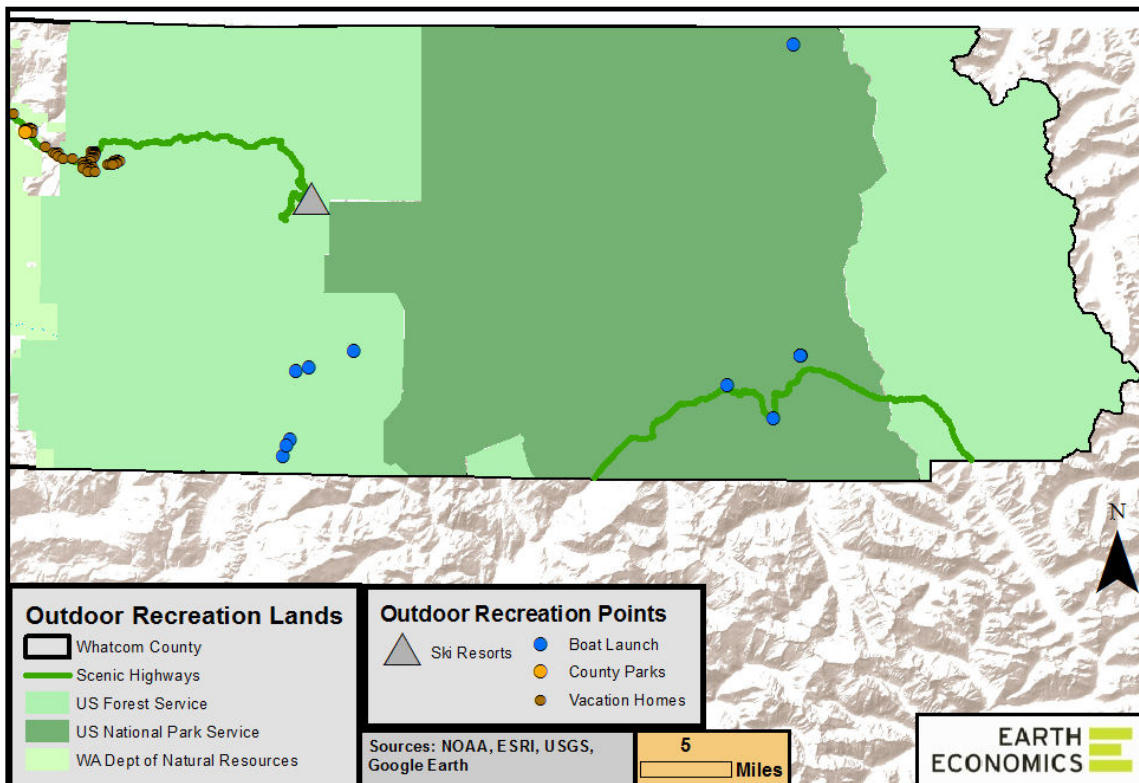 N
Outdoor Recreation Lands
Whatcom County
Scenic Highways
US Forest Service
US National Park Service
WA Dept of Natural Resources
Outdoor Recreation Points
Ski Resorts
Boat Launch
County Parks
Vacation Homes
Sources: NOAA, ESRI, USGS,
Google Earth
5
Miles
EARTH
ECONOMICS